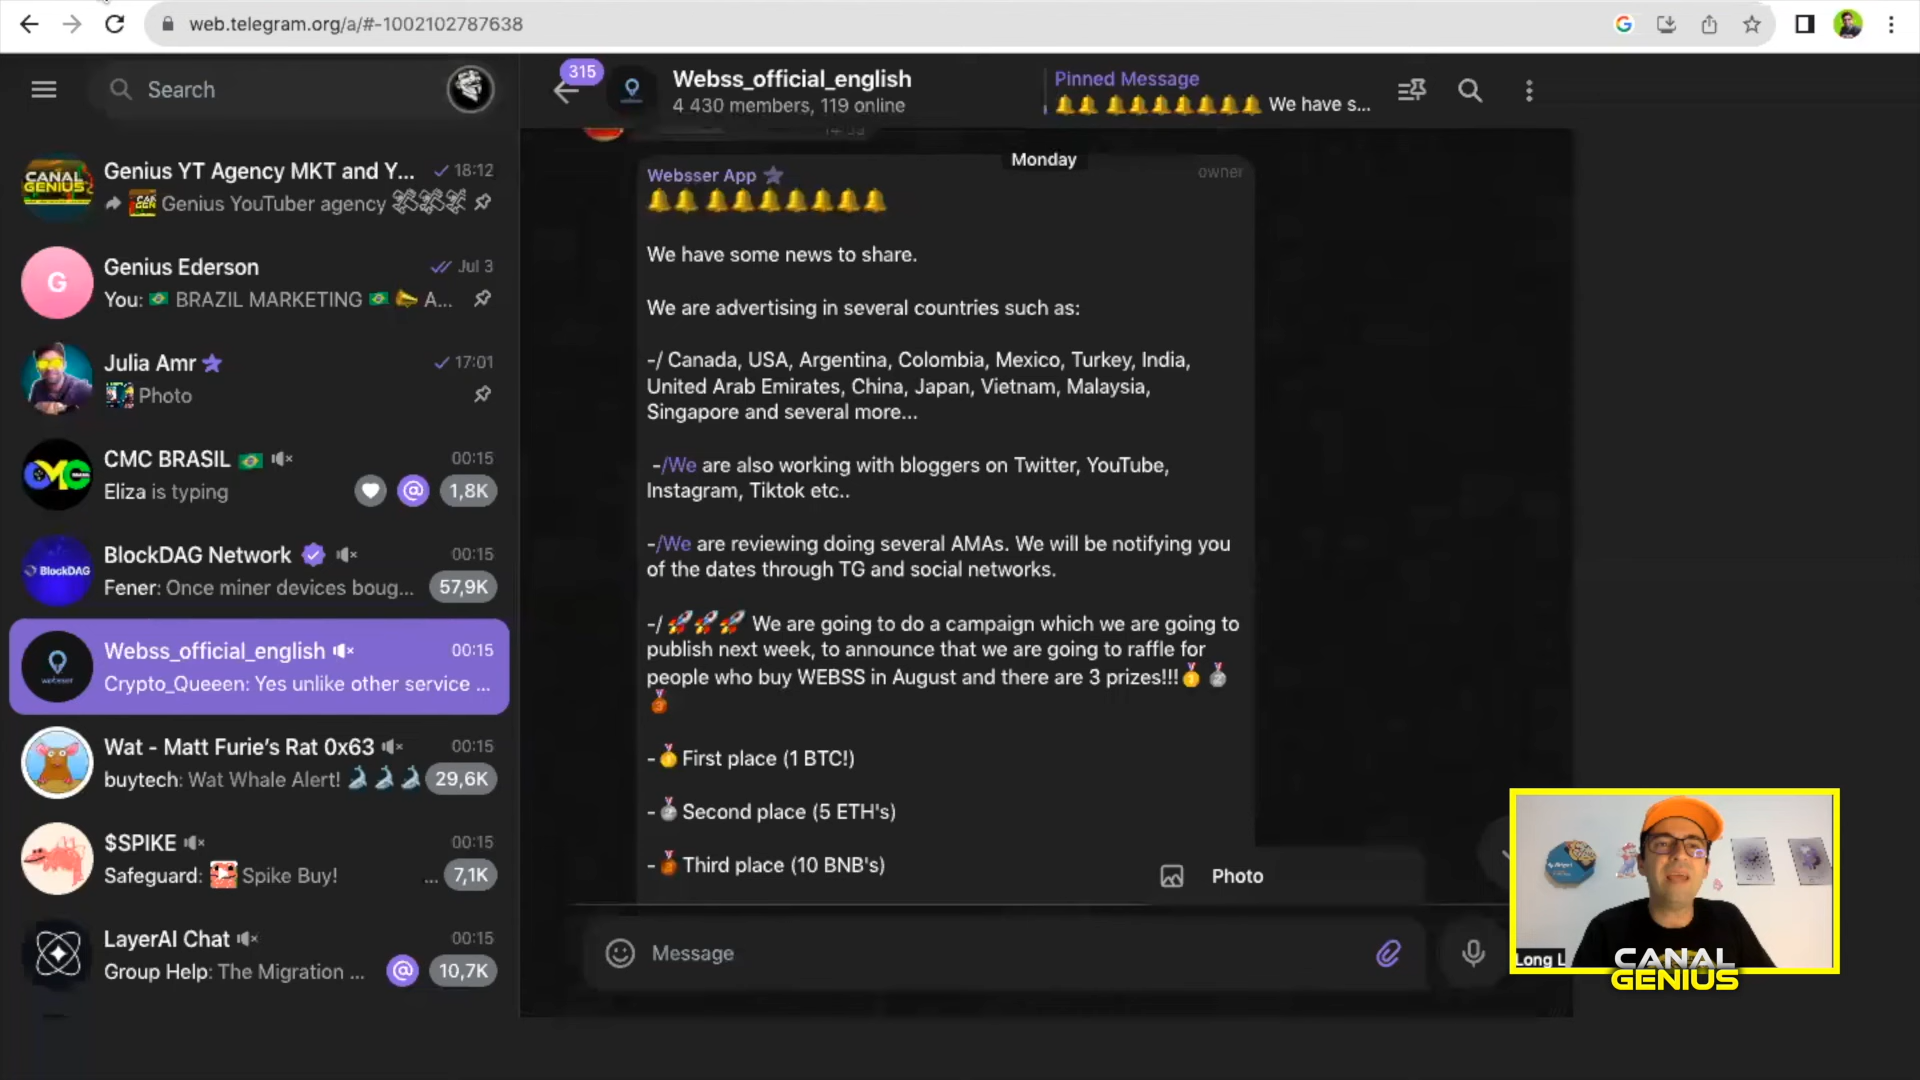 web.telegram.org/a/#-1002102787638
Search
Genius YT Agency MKT and Y...
18:12
Genius YouTuber agency
G
Genius Ederson
Jul 3
You: 🇧🇷 BRAZIL MARKETING 🇧🇷 📣 A...
Julia Amr
17:01
Photo
CMC BRASIL 🇧🇷
00:15
Eliza is typing
@
1,8K
BlockDAG
BlockDAG Network
00:15
Fener: Once miner devices boug...
57,9K
webser
Webss_official_english
00:15
Crypto_Queeen: Yes unlike other service ...
Wat - Matt Furie's Rat 0x63
00:15
buytech: Wat Whale Alert!
29,6K
$SPIKE
00:15
Safeguard: Spike Buy!
...
7,1K
LayerAI Chat
00:15
Group Help: The Migration ...
@
10,7K
315
Webss_official_english
4 430 members, 119 online
Pinned Message
🔔🔔 🔔🔔🔔🔔🔔🔔🔔 We have s...
Monday
Websser App
owner
🔔🔔 🔔🔔🔔🔔🔔🔔🔔
We have some news to share.
We are advertising in several countries such as:
-/ Canada, USA, Argentina, Colombia, Mexico, Turkey, India,
United Arab Emirates, China, Japan, Vietnam, Malaysia,
Singapore and several more...
-/We are also working with bloggers on Twitter, YouTube,
Instagram, Tiktok etc..
-/We are reviewing doing several AMAs. We will be notifying you
of the dates through TG and social networks.
-/ 🚀🚀🚀 We are going to do a campaign which we are going to
publish next week, to announce that we are going to raffle for
people who buy WEBSS in August and there are 3 prizes!!!🥇🥈
🥉
-🥇First place (1 BTC!)
-🥈Second place (5 ETH's)
-🥉Third place (10 BNB's)
Photo
Message
Long L
CANAL
GENIUS